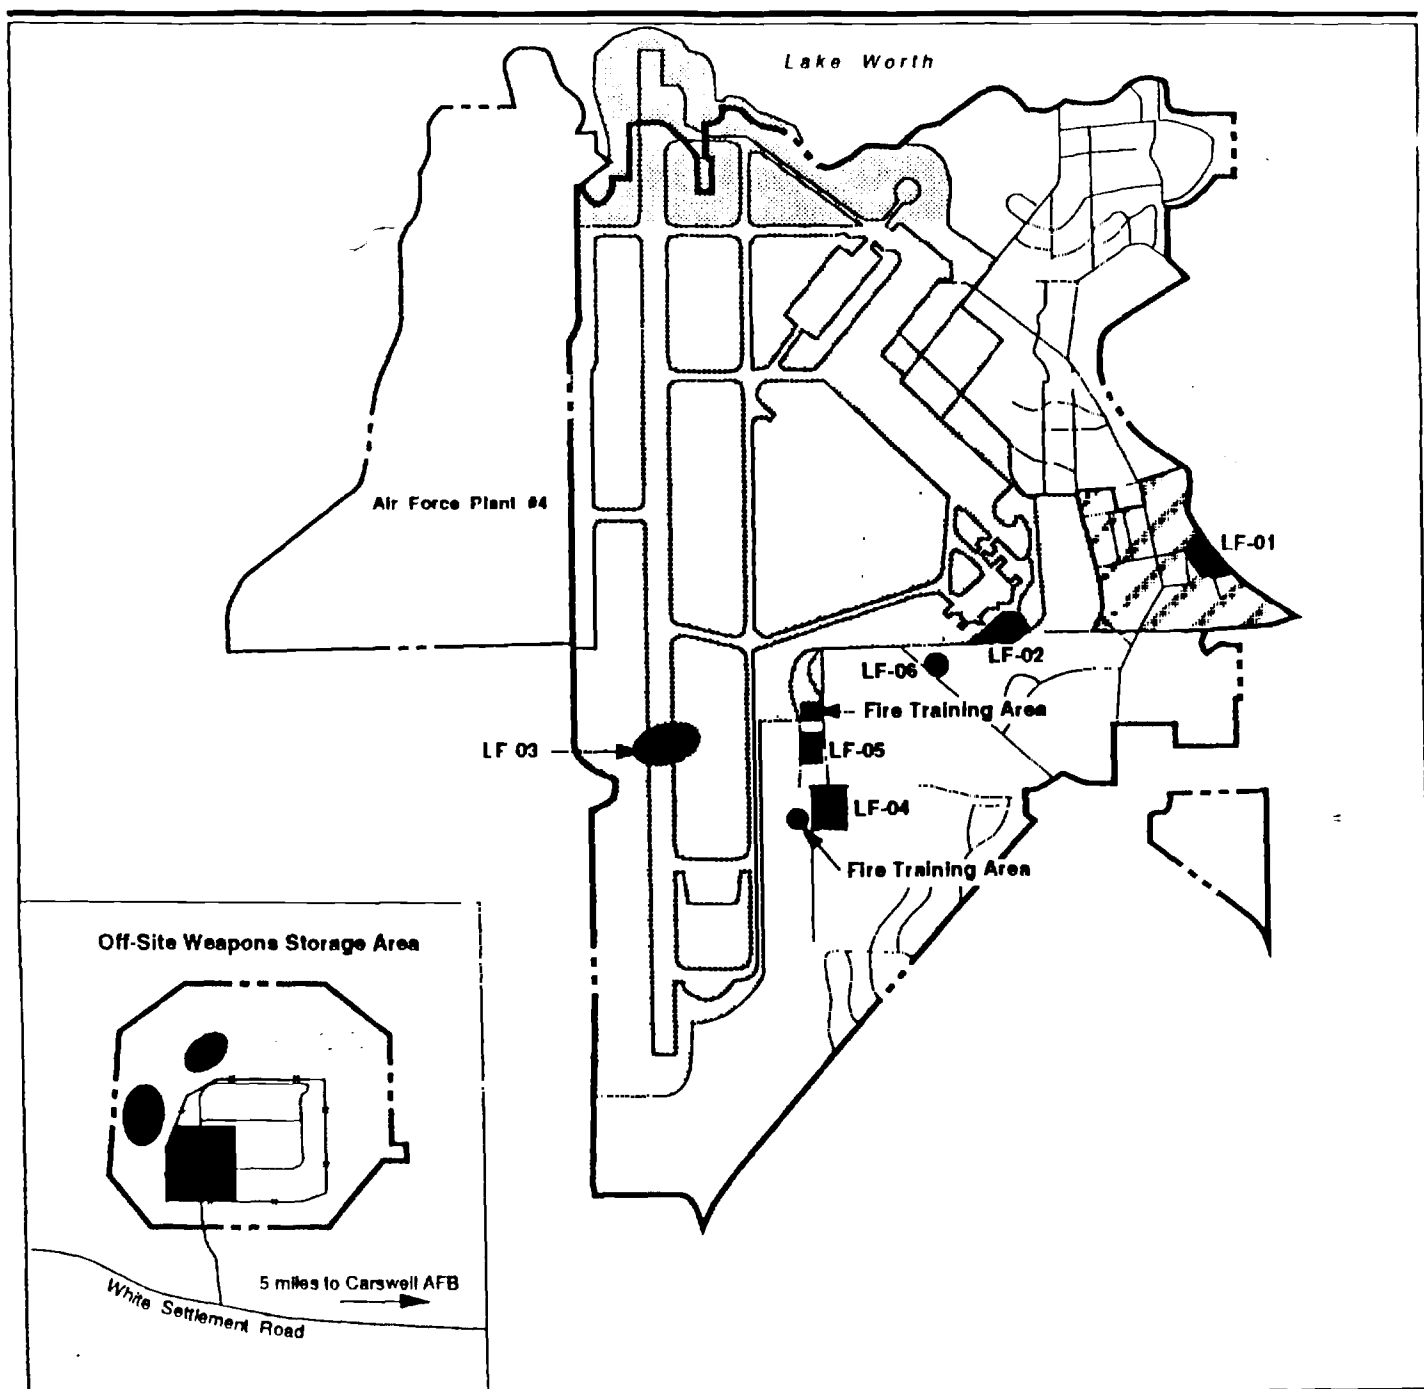 Lake Worth
Air Force Plant #4
LF-01
LF-02
LF-06
Fire Training Area
LF 03
LF-05
LF-04
Fire Training Area
Off-Site Weapons Storage Area
5 miles to Carswell AFB
White Settlement Road